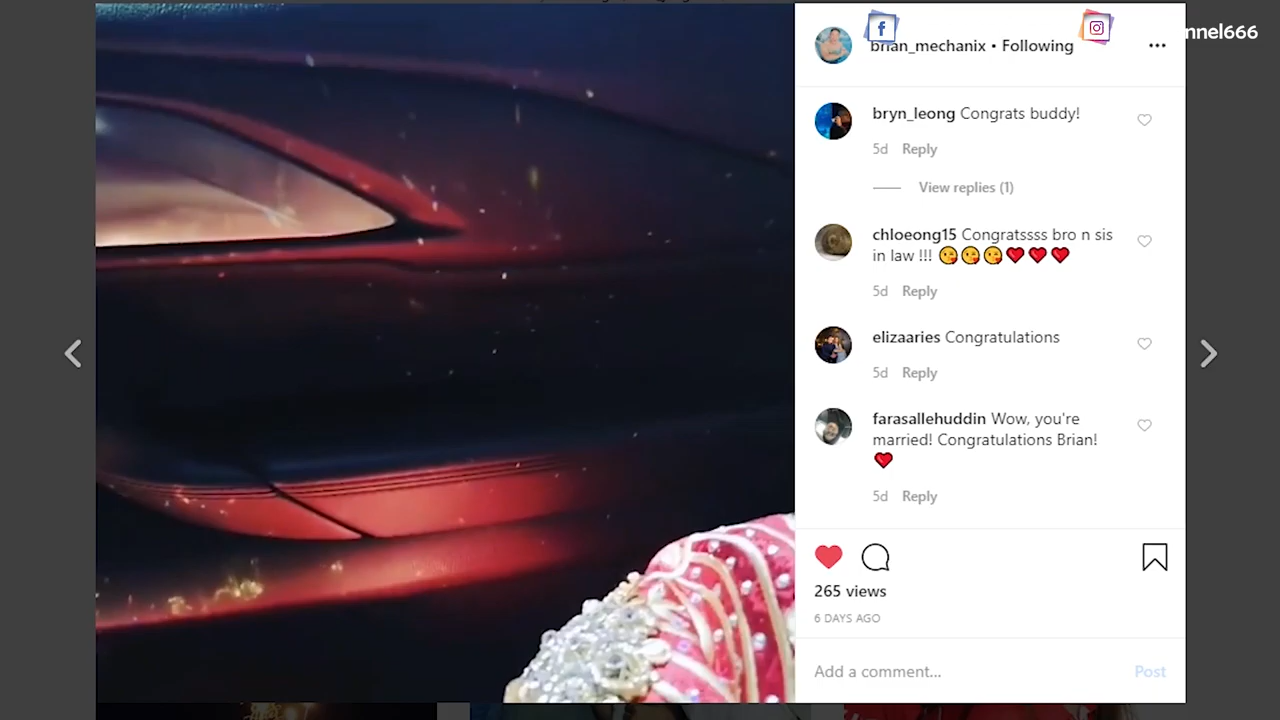 nnel666
brian_mechanix • Following
bryn_leong Congrats buddy!
5d Reply
View replies (1)
chloeong15 Congratssss bro n sis
in law !!! 😘😘😘❤❤❤
5d Reply
elizaaries Congratulations
5d Reply
farasallehuddin Wow, you're
married! Congratulations Brian!
❤
5d Reply
265 views
6 DAYS AGO
Add a comment... Post